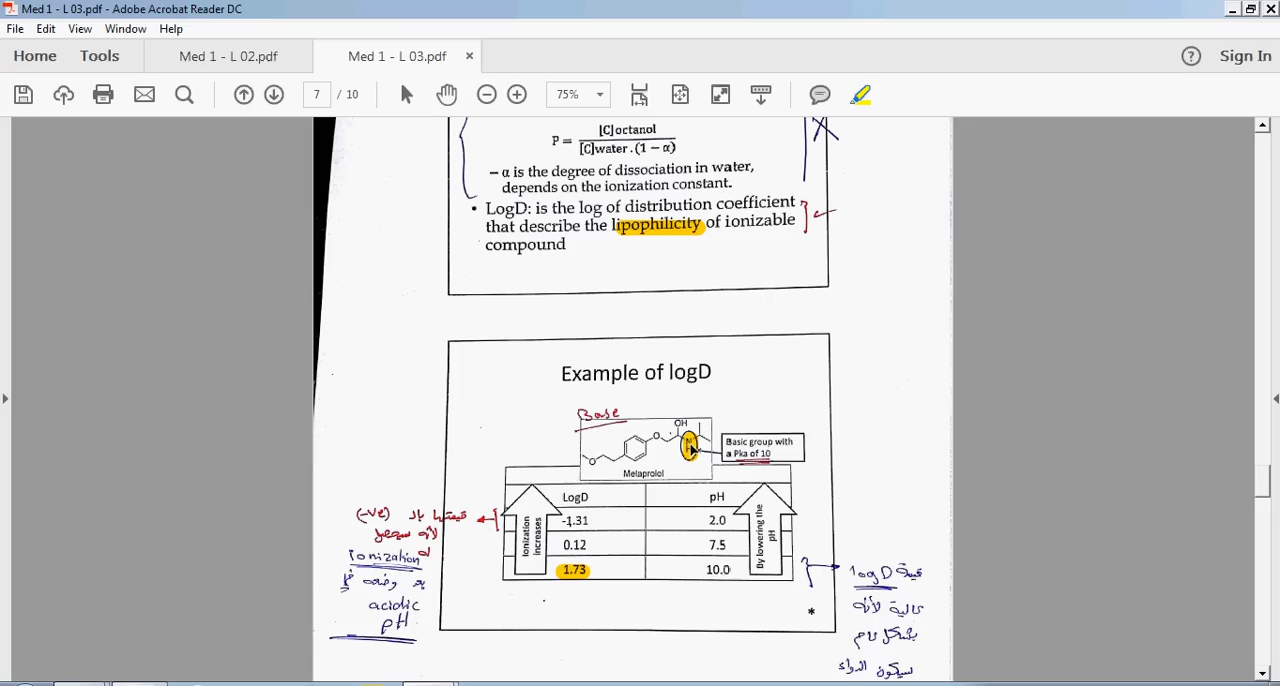 Med 1 - L 03.pdf - Adobe Acrobat Reader DC
File Edit View Window Help
Home Tools Med 1 - L 02.pdf Med 1 - L 03.pdf × Sign In
7 / 10 75%
P = [C]octanol
[C]water . (1 − α)
– α is the degree of dissociation in water,
depends on the ionization constant.
• LogD: is the log of distribution coefficient
that describe the lipophilicity of ionizable
compound
Example of logD
Base
OH
O
O
Basic group with
a Pka of 10
Melaprolol
LogD pH
-1.31 2.0
0.12 7.5
1.73 10.0
Ionization
increases
By lowering the
pH
*
قيمتها بالـ (-ve)
لأنه سيحصل
له Ionization
acidic
pH
قيمة logD
عالية لأنه
بشكل عام
سيكون الدواء